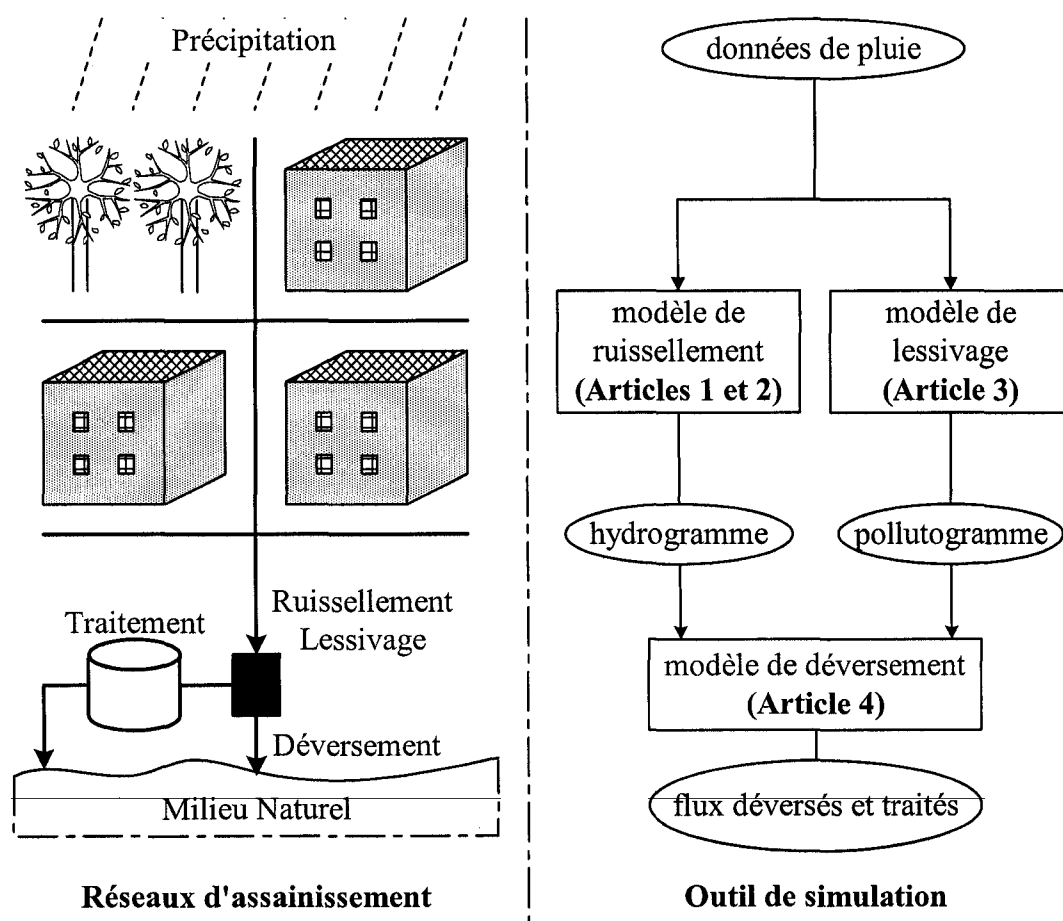 Précipitation
Traitement
Ruissellement
Lessivage
Déversement
Milieu Naturel
Réseaux d'assainissement
données de pluie
modèle de
ruissellement
(Articles 1 et 2)
modèle de
lessivage
(Article 3)
hydrogramme
pollutogramme
modèle de déversement
(Article 4)
flux déversés et traités
Outil de simulation